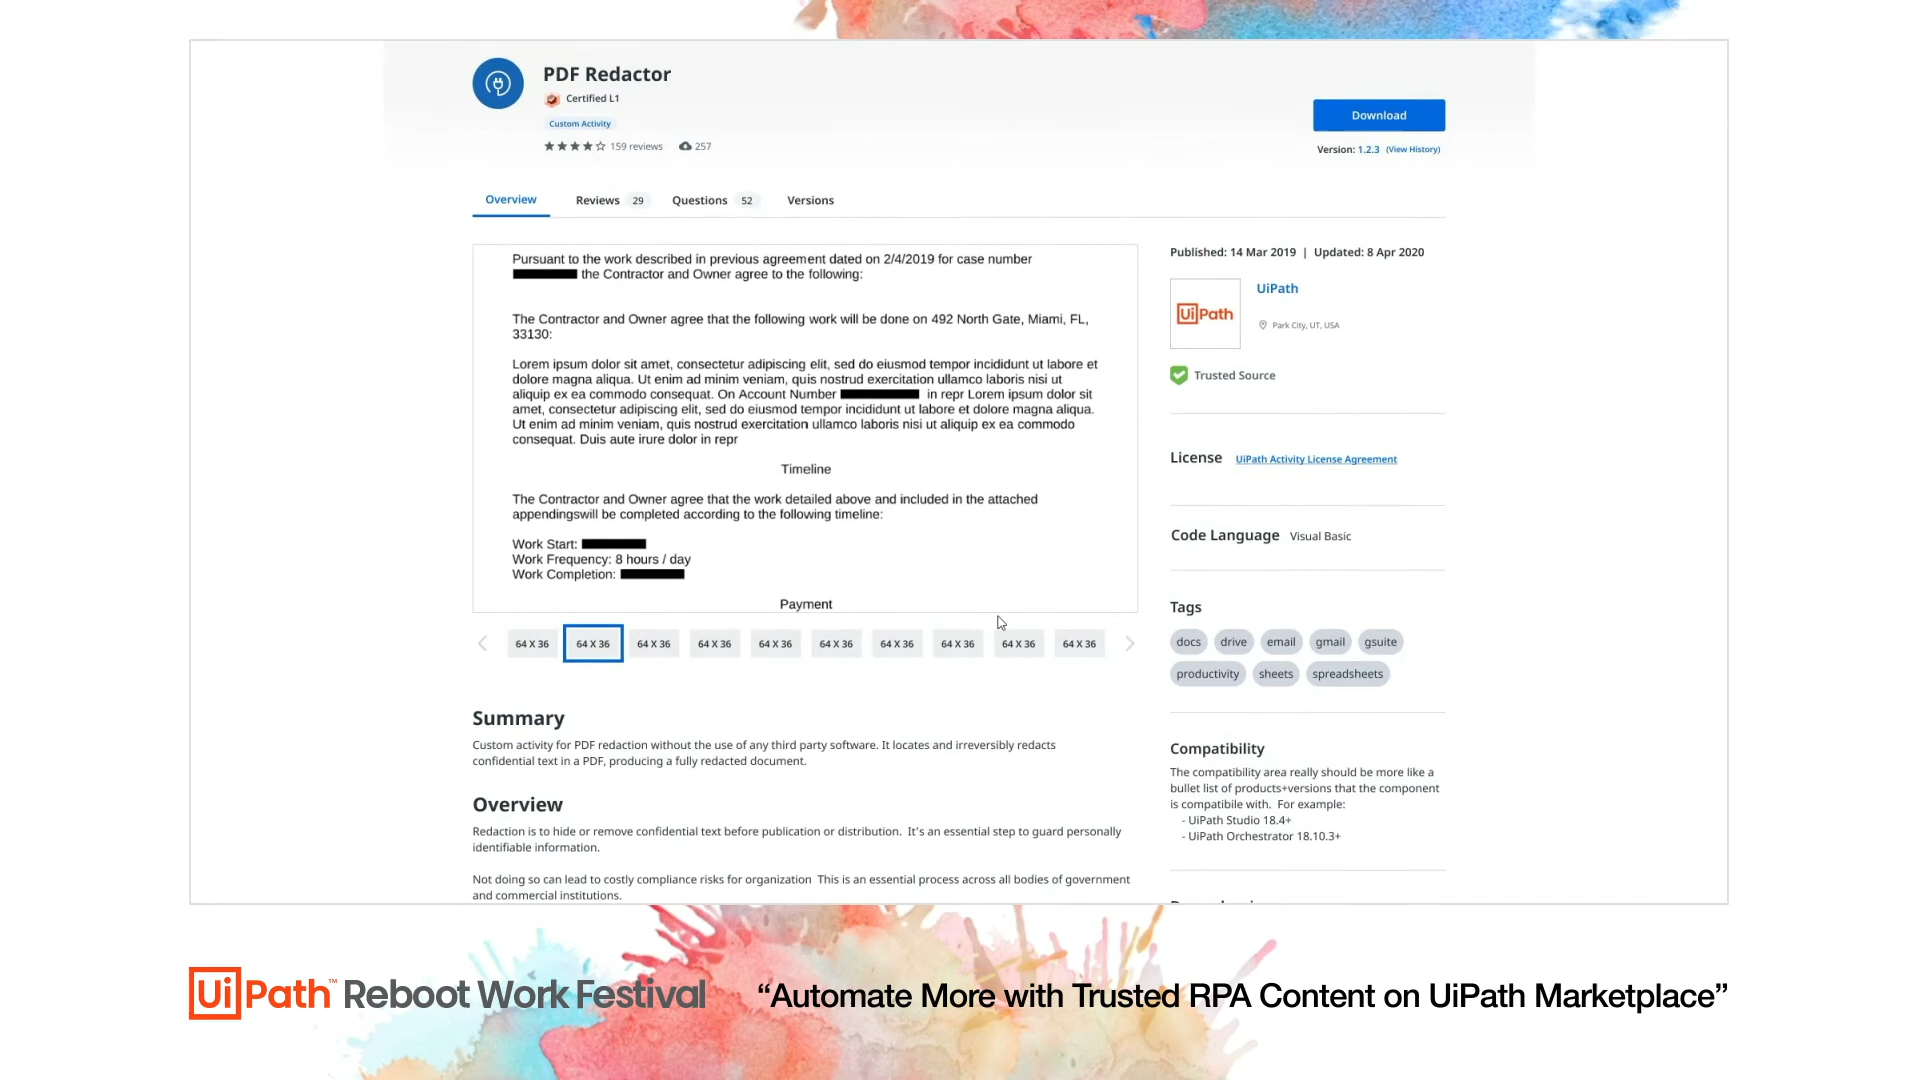 PDF Redactor
Certified L1
Custom Activity
159 reviews 257
Download
Version: 1.2.3 (View History)
Overview Reviews 29 Questions 52 Versions
Pursuant to the work described in previous agreement dated on 2/4/2019 for case number
the Contractor and Owner agree to the following:
The Contractor and Owner agree that the following work will be done on 492 North Gate, Miami, FL,
33130:
Lorem ipsum dolor sit amet, consectetur adipiscing elit, sed do eiusmod tempor incididunt ut labore et
dolore magna aliqua. Ut enim ad minim veniam, quis nostrud exercitation ullamco laboris nisi ut
aliquip ex ea commodo consequat. On Account Number in repr Lorem ipsum dolor sit
amet, consectetur adipiscing elit, sed do eiusmod tempor incididunt ut labore et dolore magna aliqua.
Ut enim ad minim veniam, quis nostrud exercitation ullamco laboris nisi ut aliquip ex ea commodo
consequat. Duis aute irure dolor in repr
Timeline
The Contractor and Owner agree that the work detailed above and included in the attached
appendingswill be completed according to the following timeline:
Work Start:
Work Frequency: 8 hours / day
Work Completion:
Payment
64 X 36 64 X 36 64 X 36 64 X 36 64 X 36 64 X 36 64 X 36 64 X 36 64 X 36 64 X 36
Summary
Custom activity for PDF redaction without the use of any third party software. It locates and irreversibly redacts
confidential text in a PDF, producing a fully redacted document.
Overview
Redaction is to hide or remove confidential text before publication or distribution. It's an essential step to guard personally
identifiable information.
Not doing so can lead to costly compliance risks for organization This is an essential process across all bodies of government
and commercial institutions.
Published: 14 Mar 2019 | Updated: 8 Apr 2020
UiPath
UiPath
Park City, UT, USA
Trusted Source
License UiPath Activity License Agreement
Code Language Visual Basic
Tags
docs drive email gmail gsuite
productivity sheets spreadsheets
Compatibility
The compatibility area really should be more like a
bullet list of products+versions that the component
is compatibile with. For example:
- UiPath Studio 18.4+
- UiPath Orchestrator 18.10.3+
UiPath™ Reboot Work Festival “Automate More with Trusted RPA Content on UiPath Marketplace”